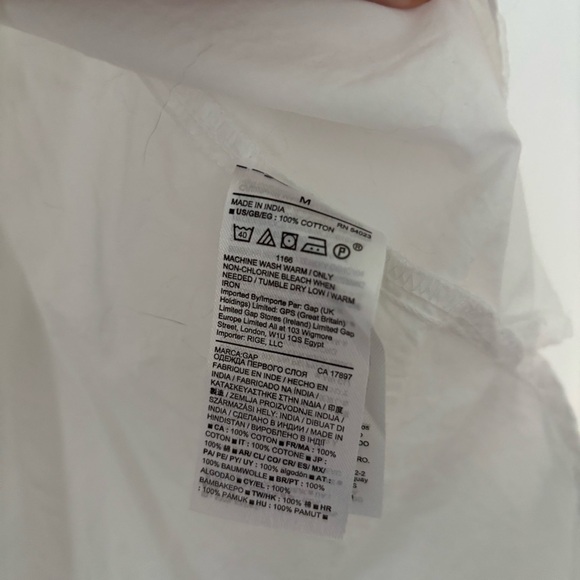 M
MADE IN INDIA RN 54023
■ US/GB/EG : 100% COTTON
40 P ®
1166
MACHINE WASH WARM / ONLY
NON-CHLORINE BLEACH WHEN
NEEDED / TUMBLE DRY LOW / WARM
IRON
Imported By/Importe Par: Gap (UK
Holdings) Limited: GPS (Great Britain)
Limited Gap Stores (Ireland) Limited Gap
Europe Limited All at 103 Wigmore
Street, London, W1U 1QS Egypt
Importer: RIGE, LLC
MARCA:GAP CA 17897
ОДЕЖДА ПЕРВОГО СЛОЯ
FABRIQUE EN INDE / HECHO EN
INDIA / FABRICADO NA ÍNDIA /
ΚΑΤΑΣΚΕΥΑΣΤΗΚΕ ΣΤΗΝ ΙΝΔΙΑ / 印度
製造 / ZEMLJA PROIZVODNJE INDIJA /
SZÁRMAZÁSI HELY: INDIA / DIBUAT DI
INDIA / СДЕЛАНО В ИНДИИ / MADE IN
HINDISTAN / ВИРОБЛЕНО В ІНДІЇ
■ CA : 100% COTON ■ FR/MA : 100%
COTON ■ IT : 100% COTONE ■ JP :
100% 綿 ■ AR/CL/CO/CR/ES/MX/
PA/PE/PY/UY : 100% algodón ■ AT :
100% BAUMWOLLE ■ BR/PT : 100%
ALGODÃO ■ CY/EL : 100%
ΒΑΜΒΑΚΕΡΟ ■ TW/HK : 100% 棉 ■ HR
: 100% PAMUK ■ HU : 100% PAMUT ■